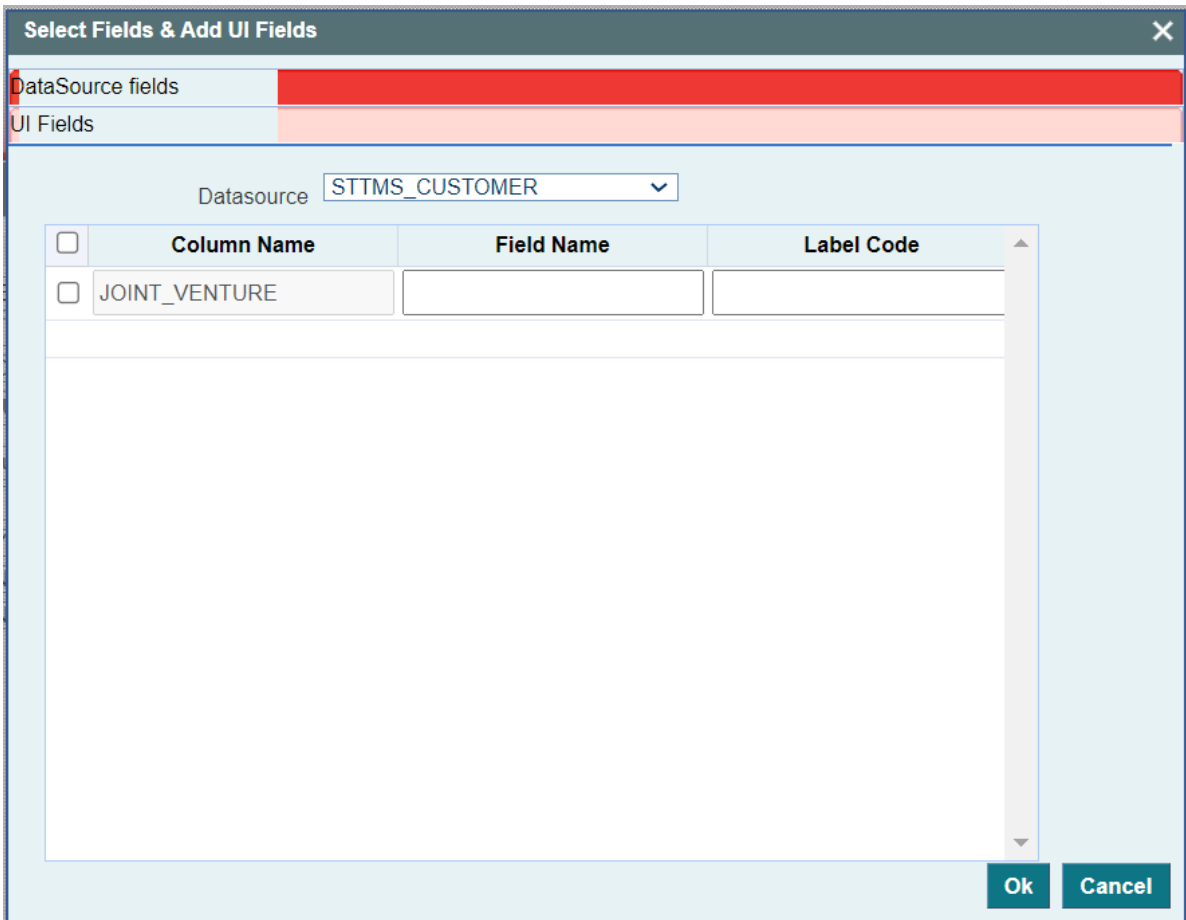 Select Fields & Add UI Fields
DataSource fields
UI Fields
Datasource STTMS_CUSTOMER
Column Name Field Name Label Code
JOINT_VENTURE
Ok Cancel